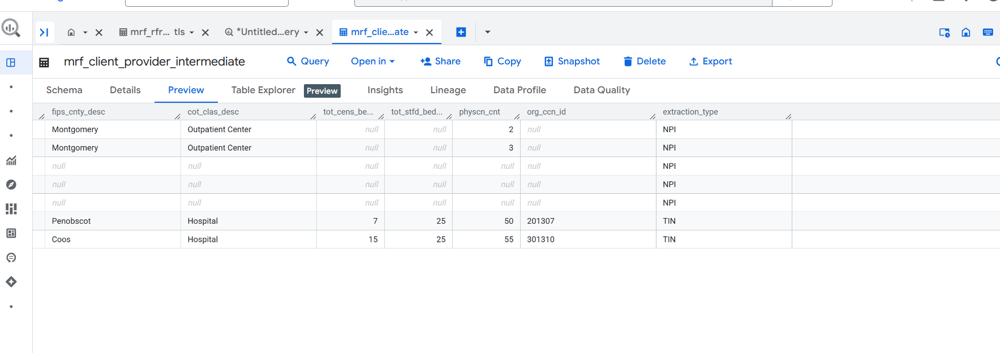 mrf_rfr... tls
*Untitled...ery
mrf_clie...ate
mrf_client_provider_intermediate
Query
Open in
Share
Copy
Snapshot
Delete
Export
Schema
Details
Preview
Table Explorer
Preview
Insights
Lineage
Data Profile
Data Quality
fips_cnty_desc cot_clas_desc tot_cens_be... tot_stfd_bed... physcn_cnt org_ccn_id extraction_type
Montgomery Outpatient Center null null 2 null NPI
Montgomery Outpatient Center null null 3 null NPI
null null null null null null NPI
null null null null null null NPI
null null null null null null NPI
Penobscot Hospital 7 25 50 201307 TIN
Coos Hospital 15 25 55 301310 TIN